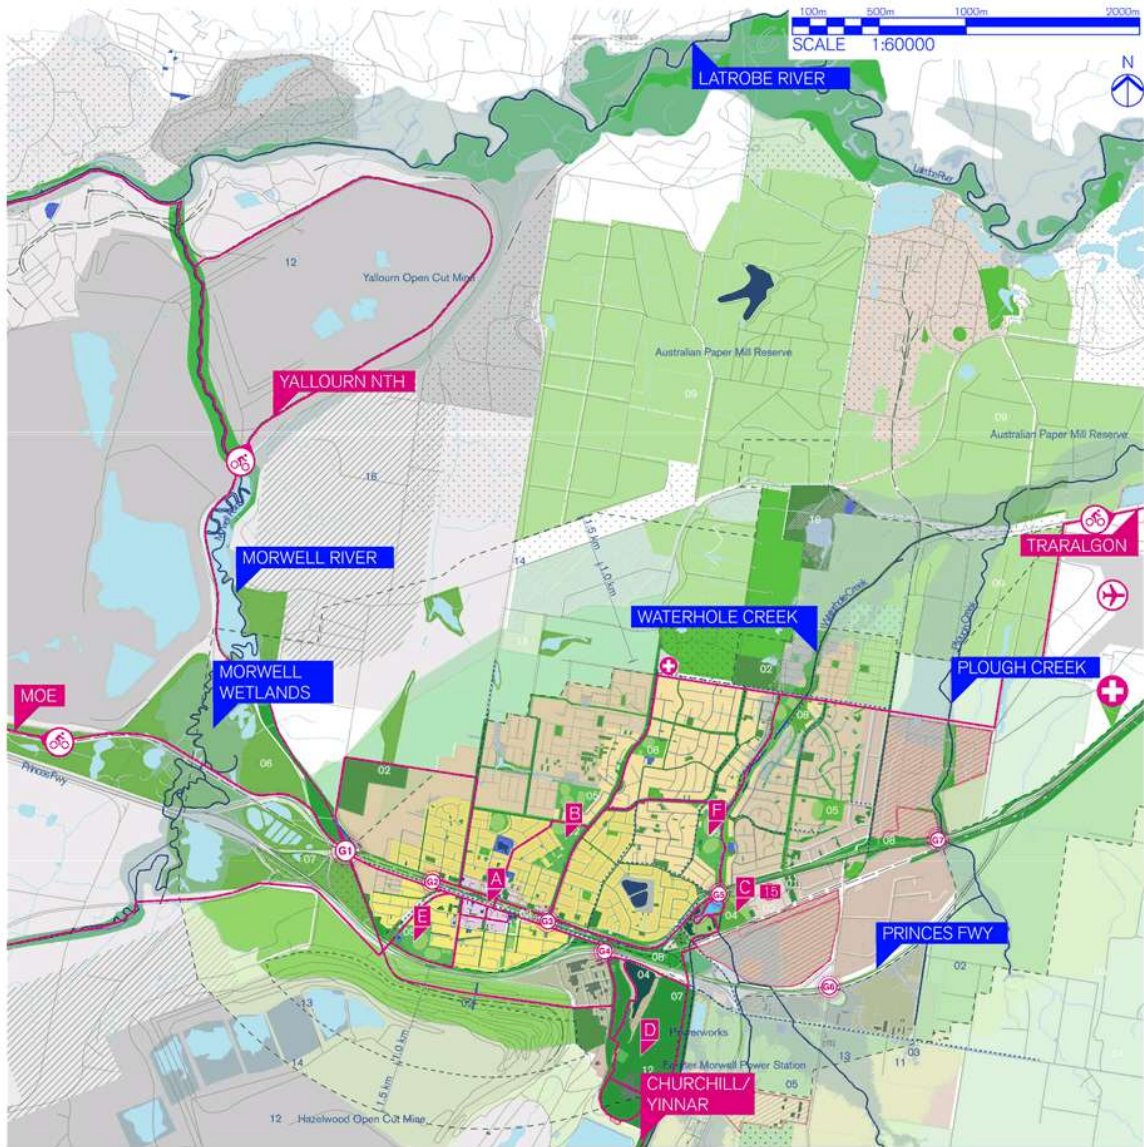 100m 500m 1000m 2000m
SCALE 1:60000
N
LATROBE RIVER
Latrobe River
12
Yallourn Open Cut Mine
Australian Paper Mill Reserve
YALLOURN NTH
09
09
Australian Paper Mill Reserve
16
1.5 km
1.0 km
14
TRARALGON
MORWELL RIVER
WATERHOLE CREEK
Waterhole Creek
Plough Creek
MORWELL
WETLANDS
02
PLOUGH CREEK
MOE
Princes Fwy
06
02
06
06
05
B
F
05
G1
07
08
G7
G2
A
C
15
G5
E
G3
04
PRINCES FWY
G4
08
02
04
07
G6
13
D
Powerworks
03
14
1.0 km
13
11
12
Energy Morwell Power Station
05
1.5 km
CHURCHILL/
YINNAR
12
Hazelwood Open Cut Mine